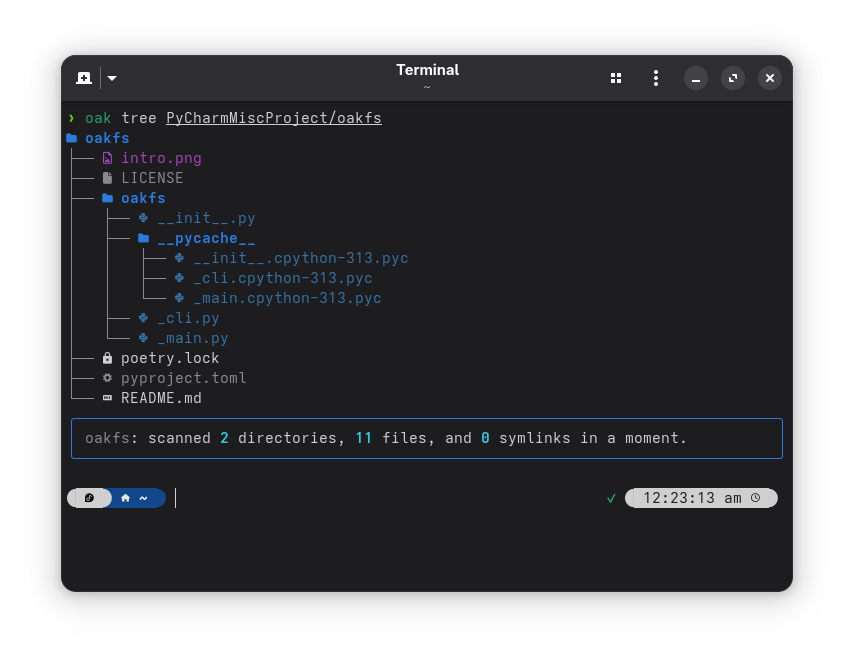 Terminal
~
❯ oak tree PyCharmMiscProject/oakfs
oakfs
├── intro.png
├── LICENSE
├── oakfs
│   ├── __init__.py
│   ├── __pycache__
│   │   ├── __init__.cpython-313.pyc
│   │   ├── _cli.cpython-313.pyc
│   │   └── _main.cpython-313.pyc
│   ├── _cli.py
│   └── _main.py
├── poetry.lock
├── pyproject.toml
└── README.md
oakfs: scanned 2 directories, 11 files, and 0 symlinks in a moment.
~ ✓ 12:23:13 am